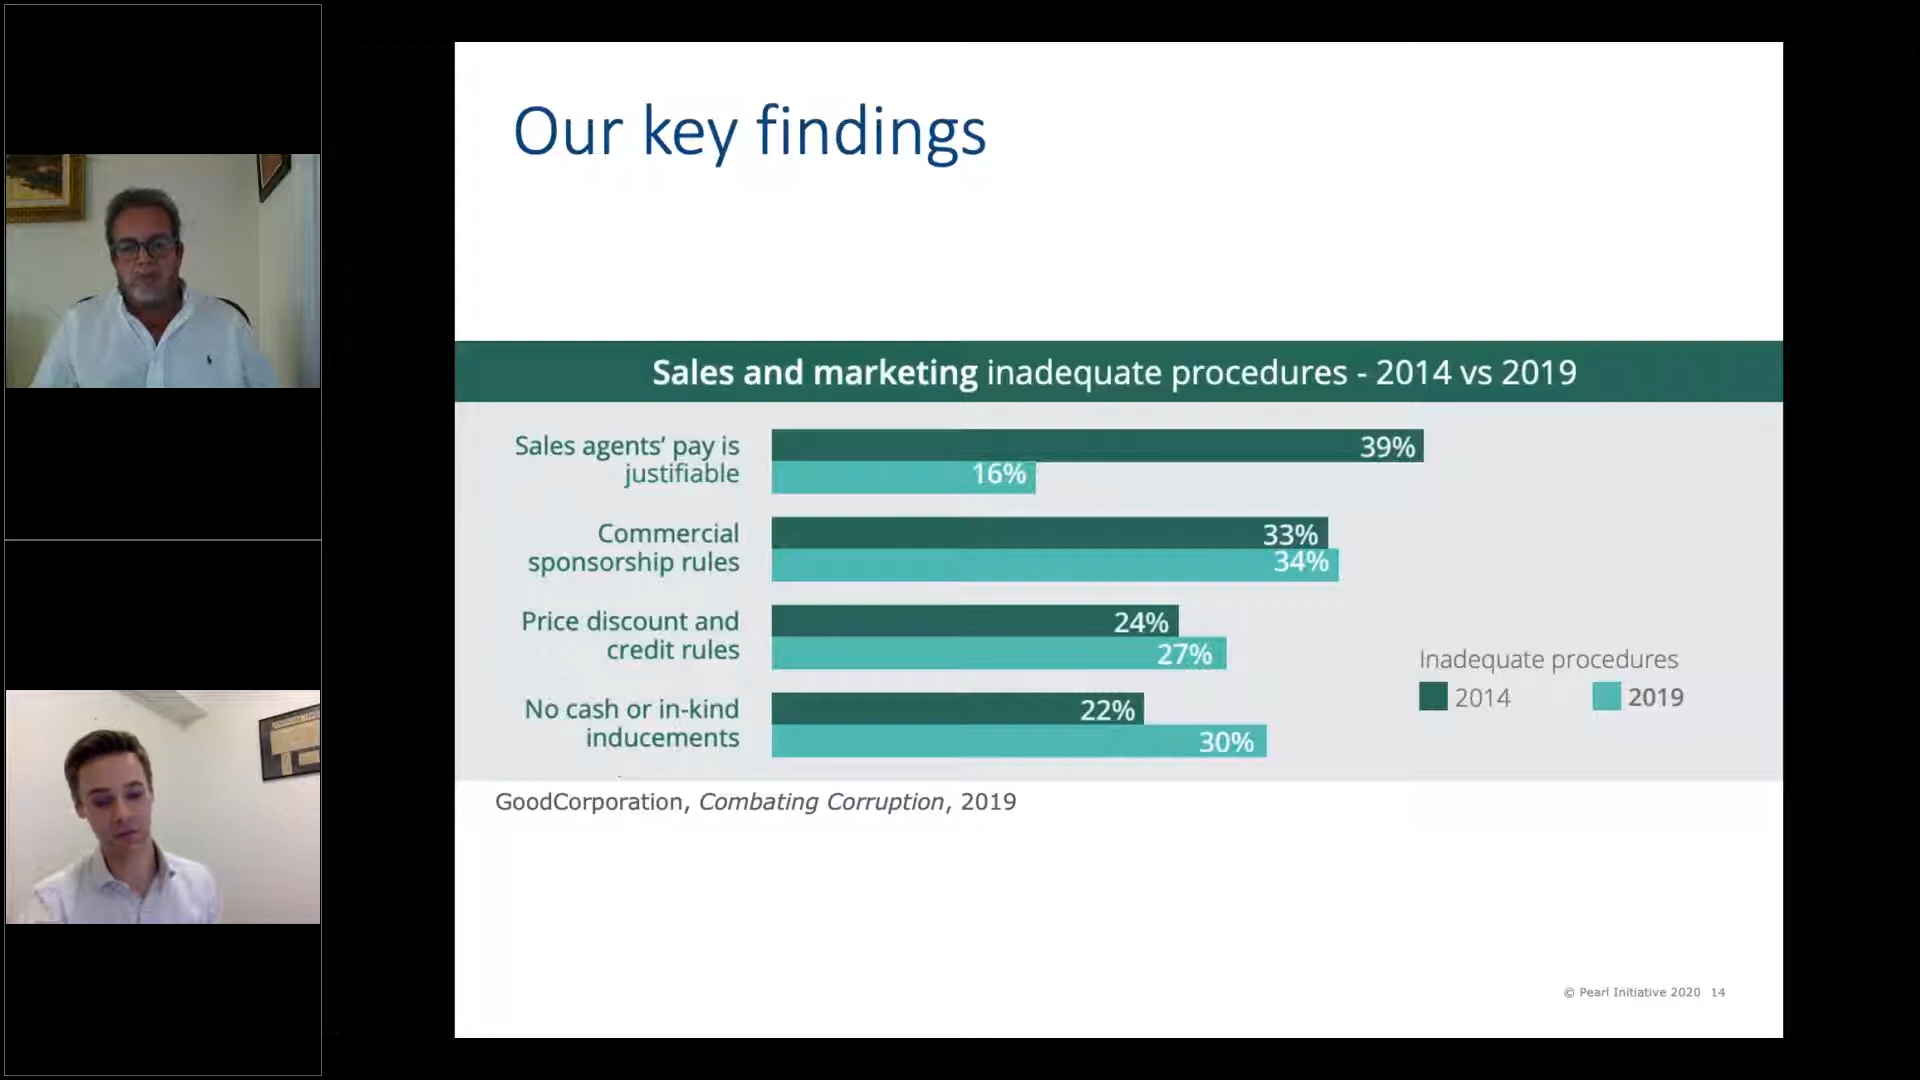 Our key findings
Sales and marketing inadequate procedures - 2014 vs 2019
Sales agents’ pay is
justifiable
39%
16%
Commercial
sponsorship rules
33%
34%
Price discount and
credit rules
24%
27%
No cash or in-kind
inducements
22%
30%
Inadequate procedures
2014
2019
GoodCorporation, Combating Corruption, 2019
© Pearl Initiative 2020 14